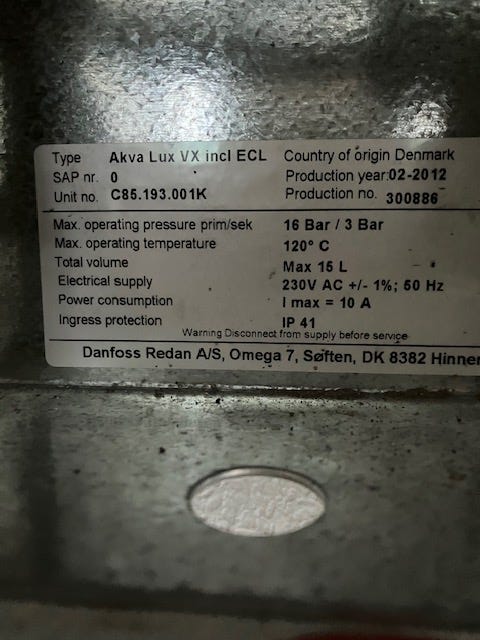 Type Akva Lux VX incl ECL Country of origin Denmark
SAP nr. 0 Production year:02-2012
Unit no. C85.193.001K Production no. 300886
Max. operating pressure prim/sek 16 Bar / 3 Bar
Max. operating temperature 120° C
Total volume Max 15 L
Electrical supply 230V AC +/- 1%; 50 Hz
Power consumption I max = 10 A
Ingress protection IP 41
Warning Disconnect from supply before service
Danfoss Redan A/S, Omega 7, Søften, DK 8382 Hinner